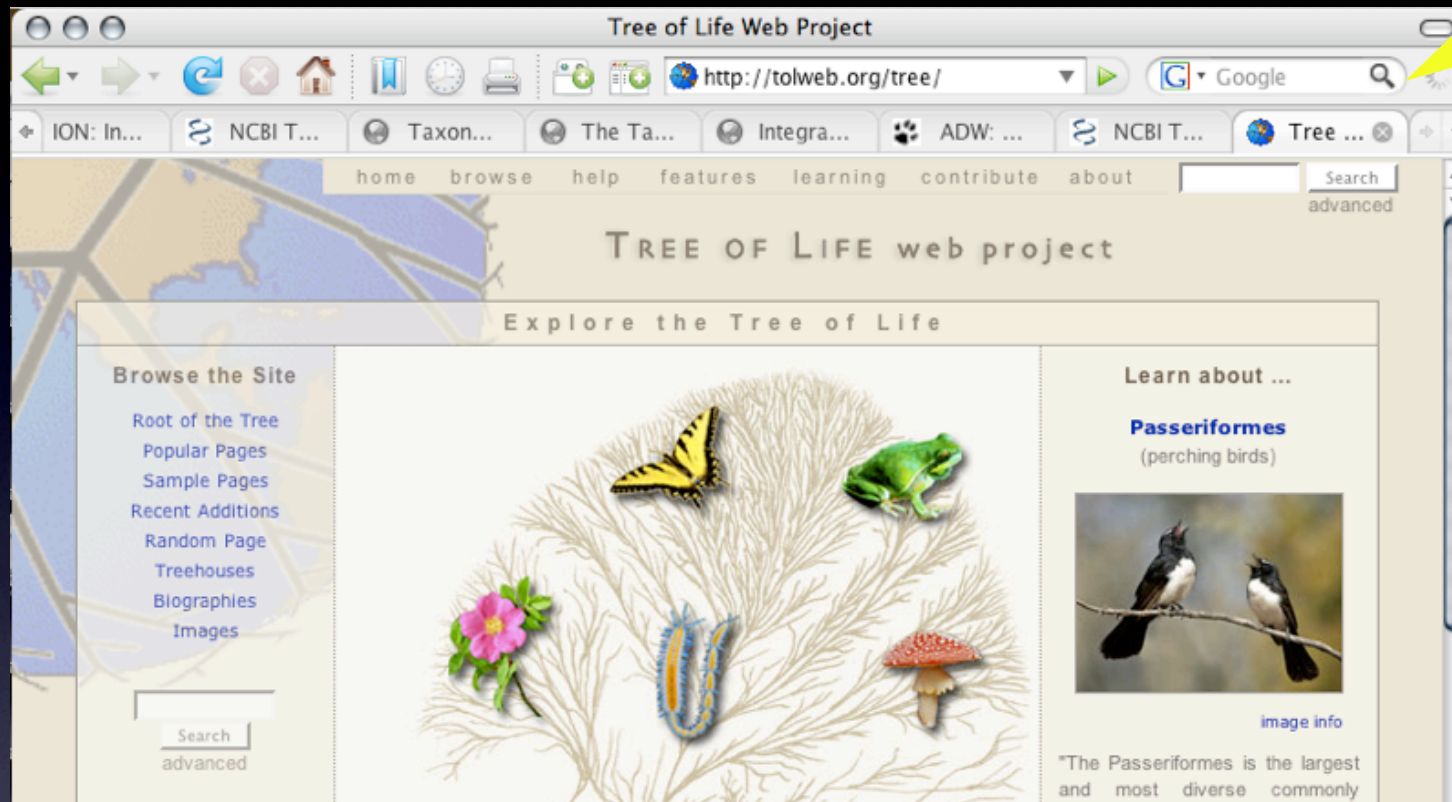 Tree of Life Web Project
http://tolweb.org/tree/
G Google
ION: In...
NCBI T...
Taxon...
The Ta...
Integra...
ADW: ...
NCBI T...
Tree ...
home browse help features learning contribute about Search
advanced
TREE OF LIFE web project
Explore the Tree of Life
Browse the Site
Root of the Tree
Popular Pages
Sample Pages
Recent Additions
Random Page
Treehouses
Biographies
Images
Search
advanced
Learn about ...
Passeriformes
(perching birds)
image info
"The Passeriformes is the largest
and most diverse commonly